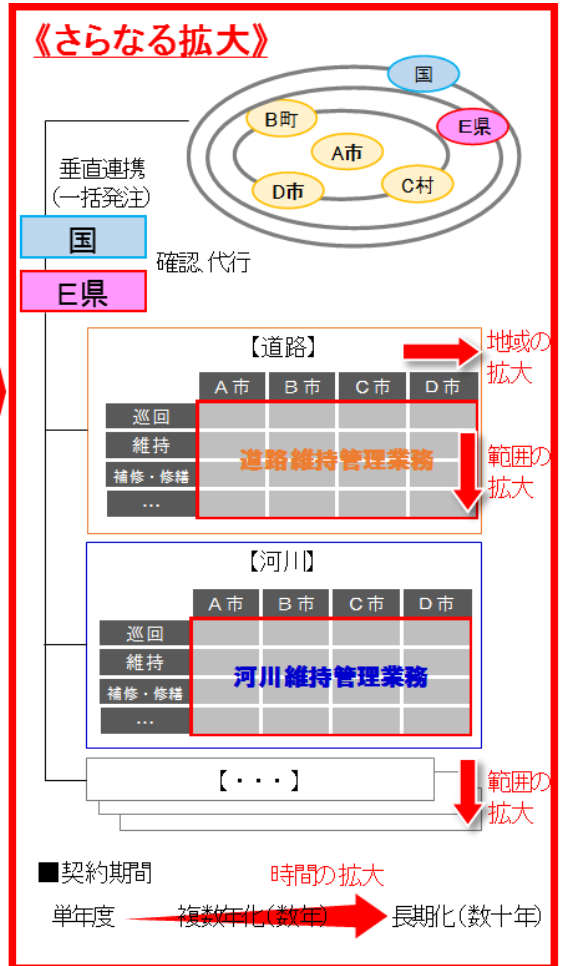 《さらなる拡大》
国
B町
E県
A市
D市
C村
垂直連携
(一括発注)
国
E県
確認、代行
【道路】
地域の
拡大
A市 B市 C市 D市
巡回
維持
補修・修繕
…
道路維持管理業務
範囲の
拡大
【河川】
A市 B市 C市 D市
巡回
維持
補修・修繕
…
河川維持管理業務
【・・・】
範囲の
拡大
■契約期間
時間の拡大
単年度 複数年化(数年) 長期化(数十年)